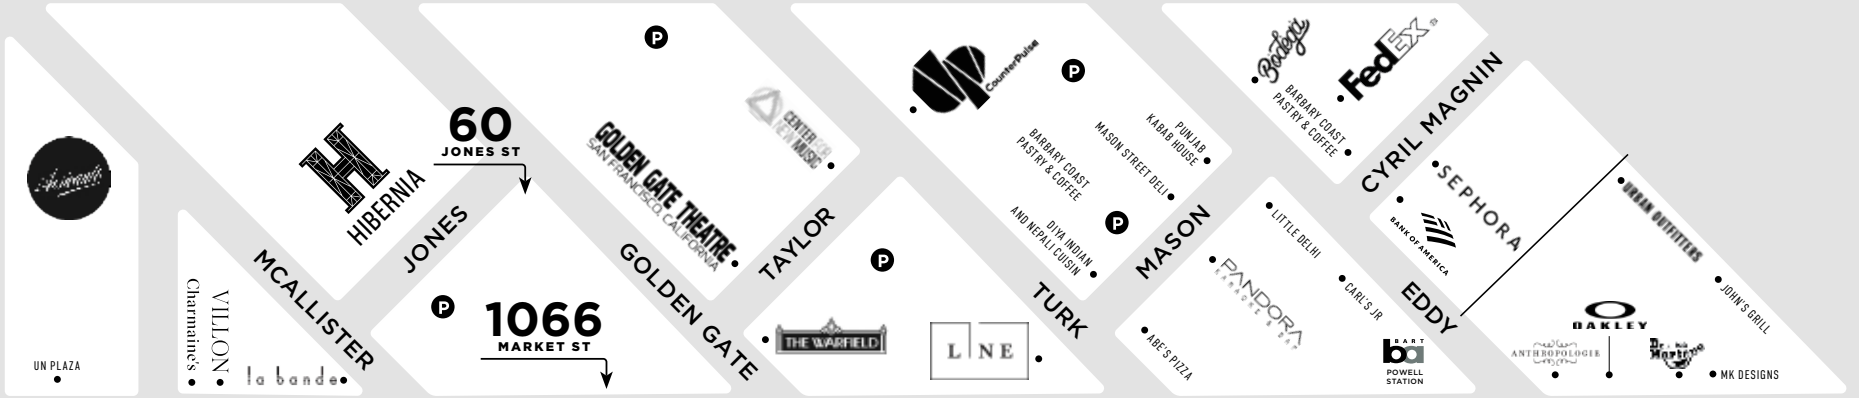 UN PLAZA
Charmaine's
VILLON
la bande
MCALLISTER
HIBERNIA
JONES
60
JONES ST
P
1066
MARKET ST
P
GOLDEN GATE THEATRE
SAN FRANCISCO, CALIFORNIA
CENTER FOR
NEW MUSIC
GOLDEN GATE
TAYLOR
P
THE WARFIELD
LINE
CounterPulse
P
BARBARY COAST
PASTRY & COFFEE
MASON STREET DELI
PUNJAB
KABAB HOUSE
DIYA INDIAN
AND NEPALI CUISIN
P
TURK
MASON
ABE'S PIZZA
PANDORA
KARAOKE & BAR
LITTLE DELHI
CARL'S JR
BART
ba
POWELL
STATION
EDDY
Bodega
FedEx
BARBARY COAST
PASTRY & COFFEE
CYRIL MAGNIN
SEPHORA
BANK OF AMERICA
URBAN OUTFITTERS
JOHN'S GRILL
OAKLEY
ANTHROPOLOGIE
Dr. Martens
MK DESIGNS